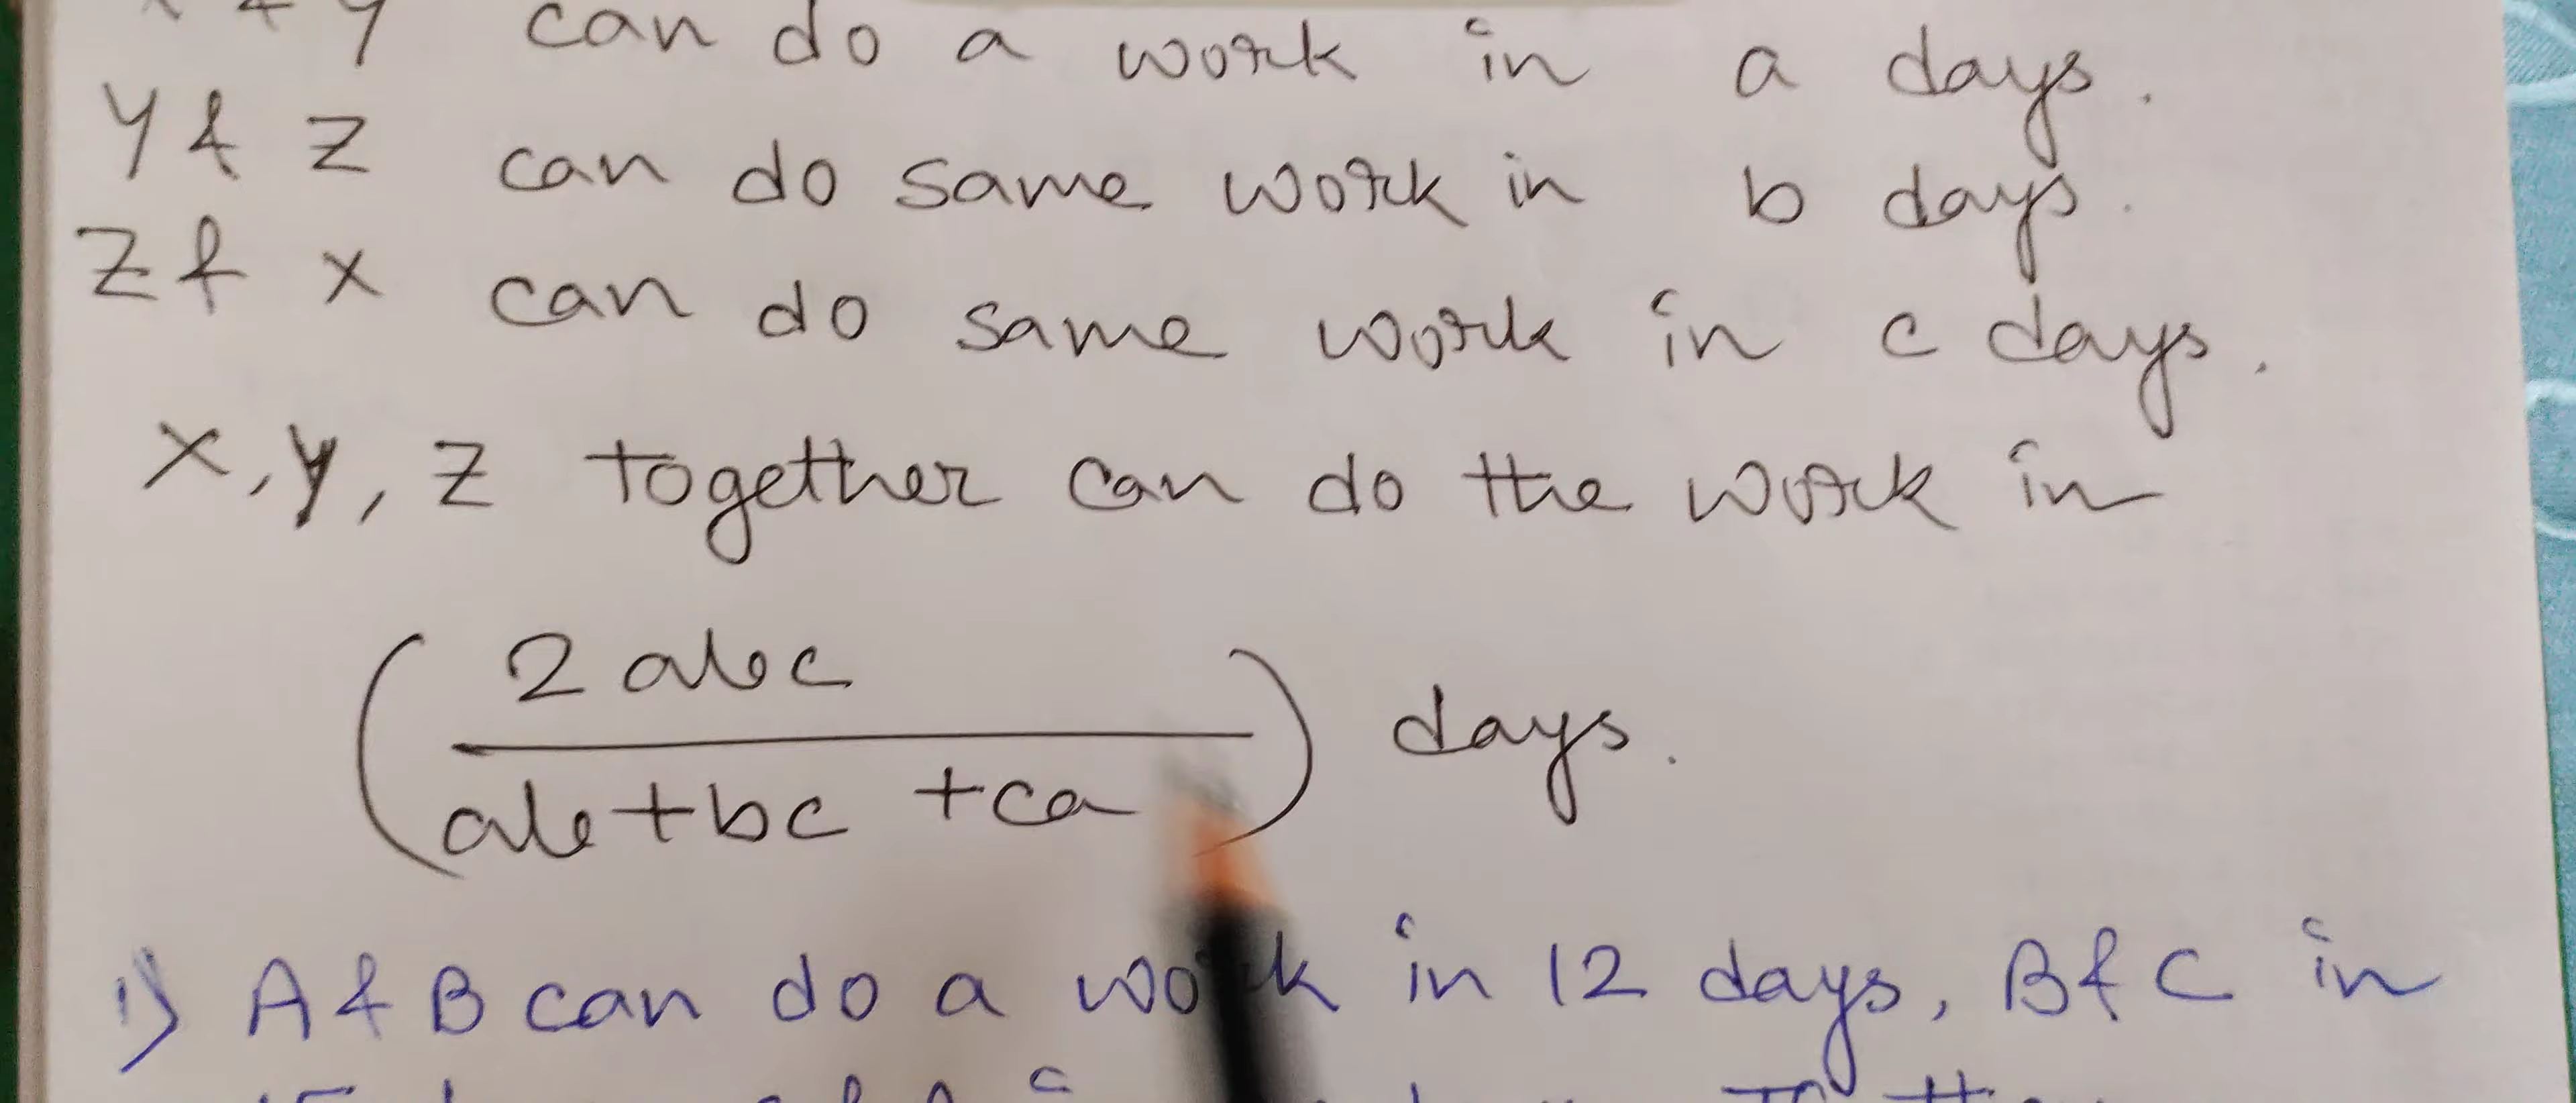 x & y can do a work in a days.
y & z can do same work in b days.
z & x can do same work in c days.
x, y, z together can do the work in
(2abc / ab+bc+ca) days.
1) A & B can do a work in 12 days, B & C in